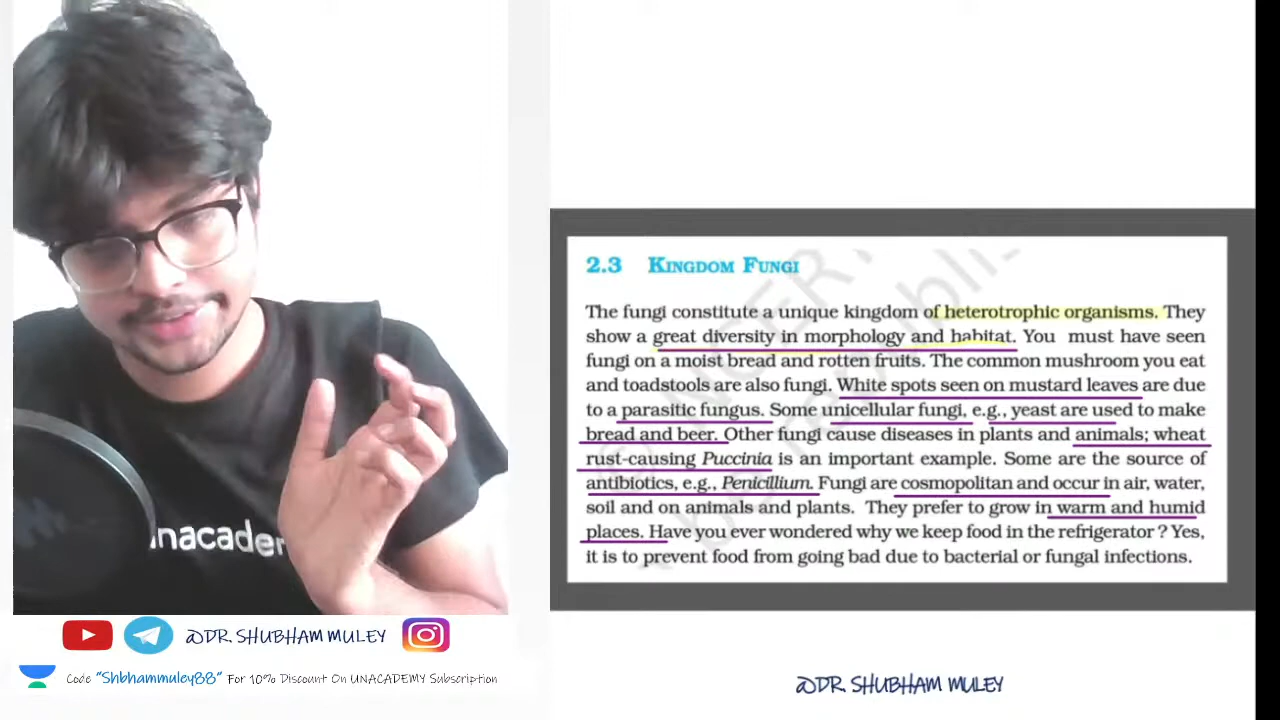 unacadem
@DR. SHUBHAM MULEY
Code "Shbhammuley88" For 10% Discount On UNACADEMY Subscription
2.3 KINGDOM FUNGI
The fungi constitute a unique kingdom of heterotrophic organisms. They
show a great diversity in morphology and habitat. You must have seen
fungi on a moist bread and rotten fruits. The common mushroom you eat
and toadstools are also fungi. White spots seen on mustard leaves are due
to a parasitic fungus. Some unicellular fungi, e.g., yeast are used to make
bread and beer. Other fungi cause diseases in plants and animals; wheat
rust-causing Puccinia is an important example. Some are the source of
antibiotics, e.g., Penicillium. Fungi are cosmopolitan and occur in air, water,
soil and on animals and plants. They prefer to grow in warm and humid
places. Have you ever wondered why we keep food in the refrigerator ? Yes,
it is to prevent food from going bad due to bacterial or fungal infections.
@DR. SHUBHAM MULEY